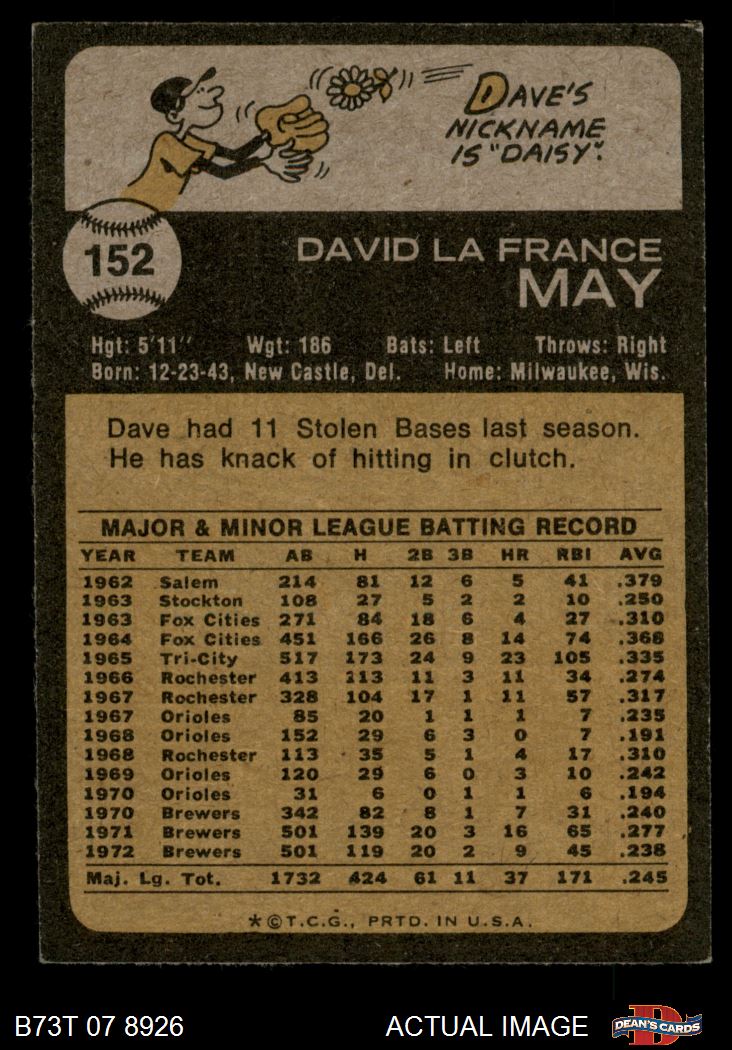 DAVE'S
NICKNAME
IS "DAISY".
152
DAVID LA FRANCE
MAY
Hgt: 5'11" Wgt: 186 Bats: Left Throws: Right
Born: 12-23-43, New Castle, Del. Home: Milwaukee, Wis.
Dave had 11 Stolen Bases last season.
He has knack of hitting in clutch.
MAJOR & MINOR LEAGUE BATTING RECORD
YEAR TEAM AB H 2B 3B HR RBI AVG
1962 Salem 214 81 12 6 5 41 .379
1963 Stockton 108 27 5 2 2 10 .250
1963 Fox Cities 271 84 18 6 4 27 .310
1964 Fox Cities 451 166 26 8 14 74 .368
1965 Tri-City 517 173 24 9 23 105 .335
1966 Rochester 413 113 11 3 11 34 .274
1967 Rochester 328 104 17 1 11 57 .317
1967 Orioles 85 20 1 1 1 7 .235
1968 Orioles 152 29 6 3 0 7 .191
1968 Rochester 113 35 5 1 4 17 .310
1969 Orioles 120 29 6 0 3 10 .242
1970 Orioles 31 6 0 1 1 6 .194
1970 Brewers 342 82 8 1 7 31 .240
1971 Brewers 501 139 20 3 16 65 .277
1972 Brewers 501 119 20 2 9 45 .238
Maj. Lg. Tot. 1732 424 61 11 37 171 .245
*©T.C.G., PRTD. IN U.S.A.
B73T 07 8926 ACTUAL IMAGE DEAN'S CARDS